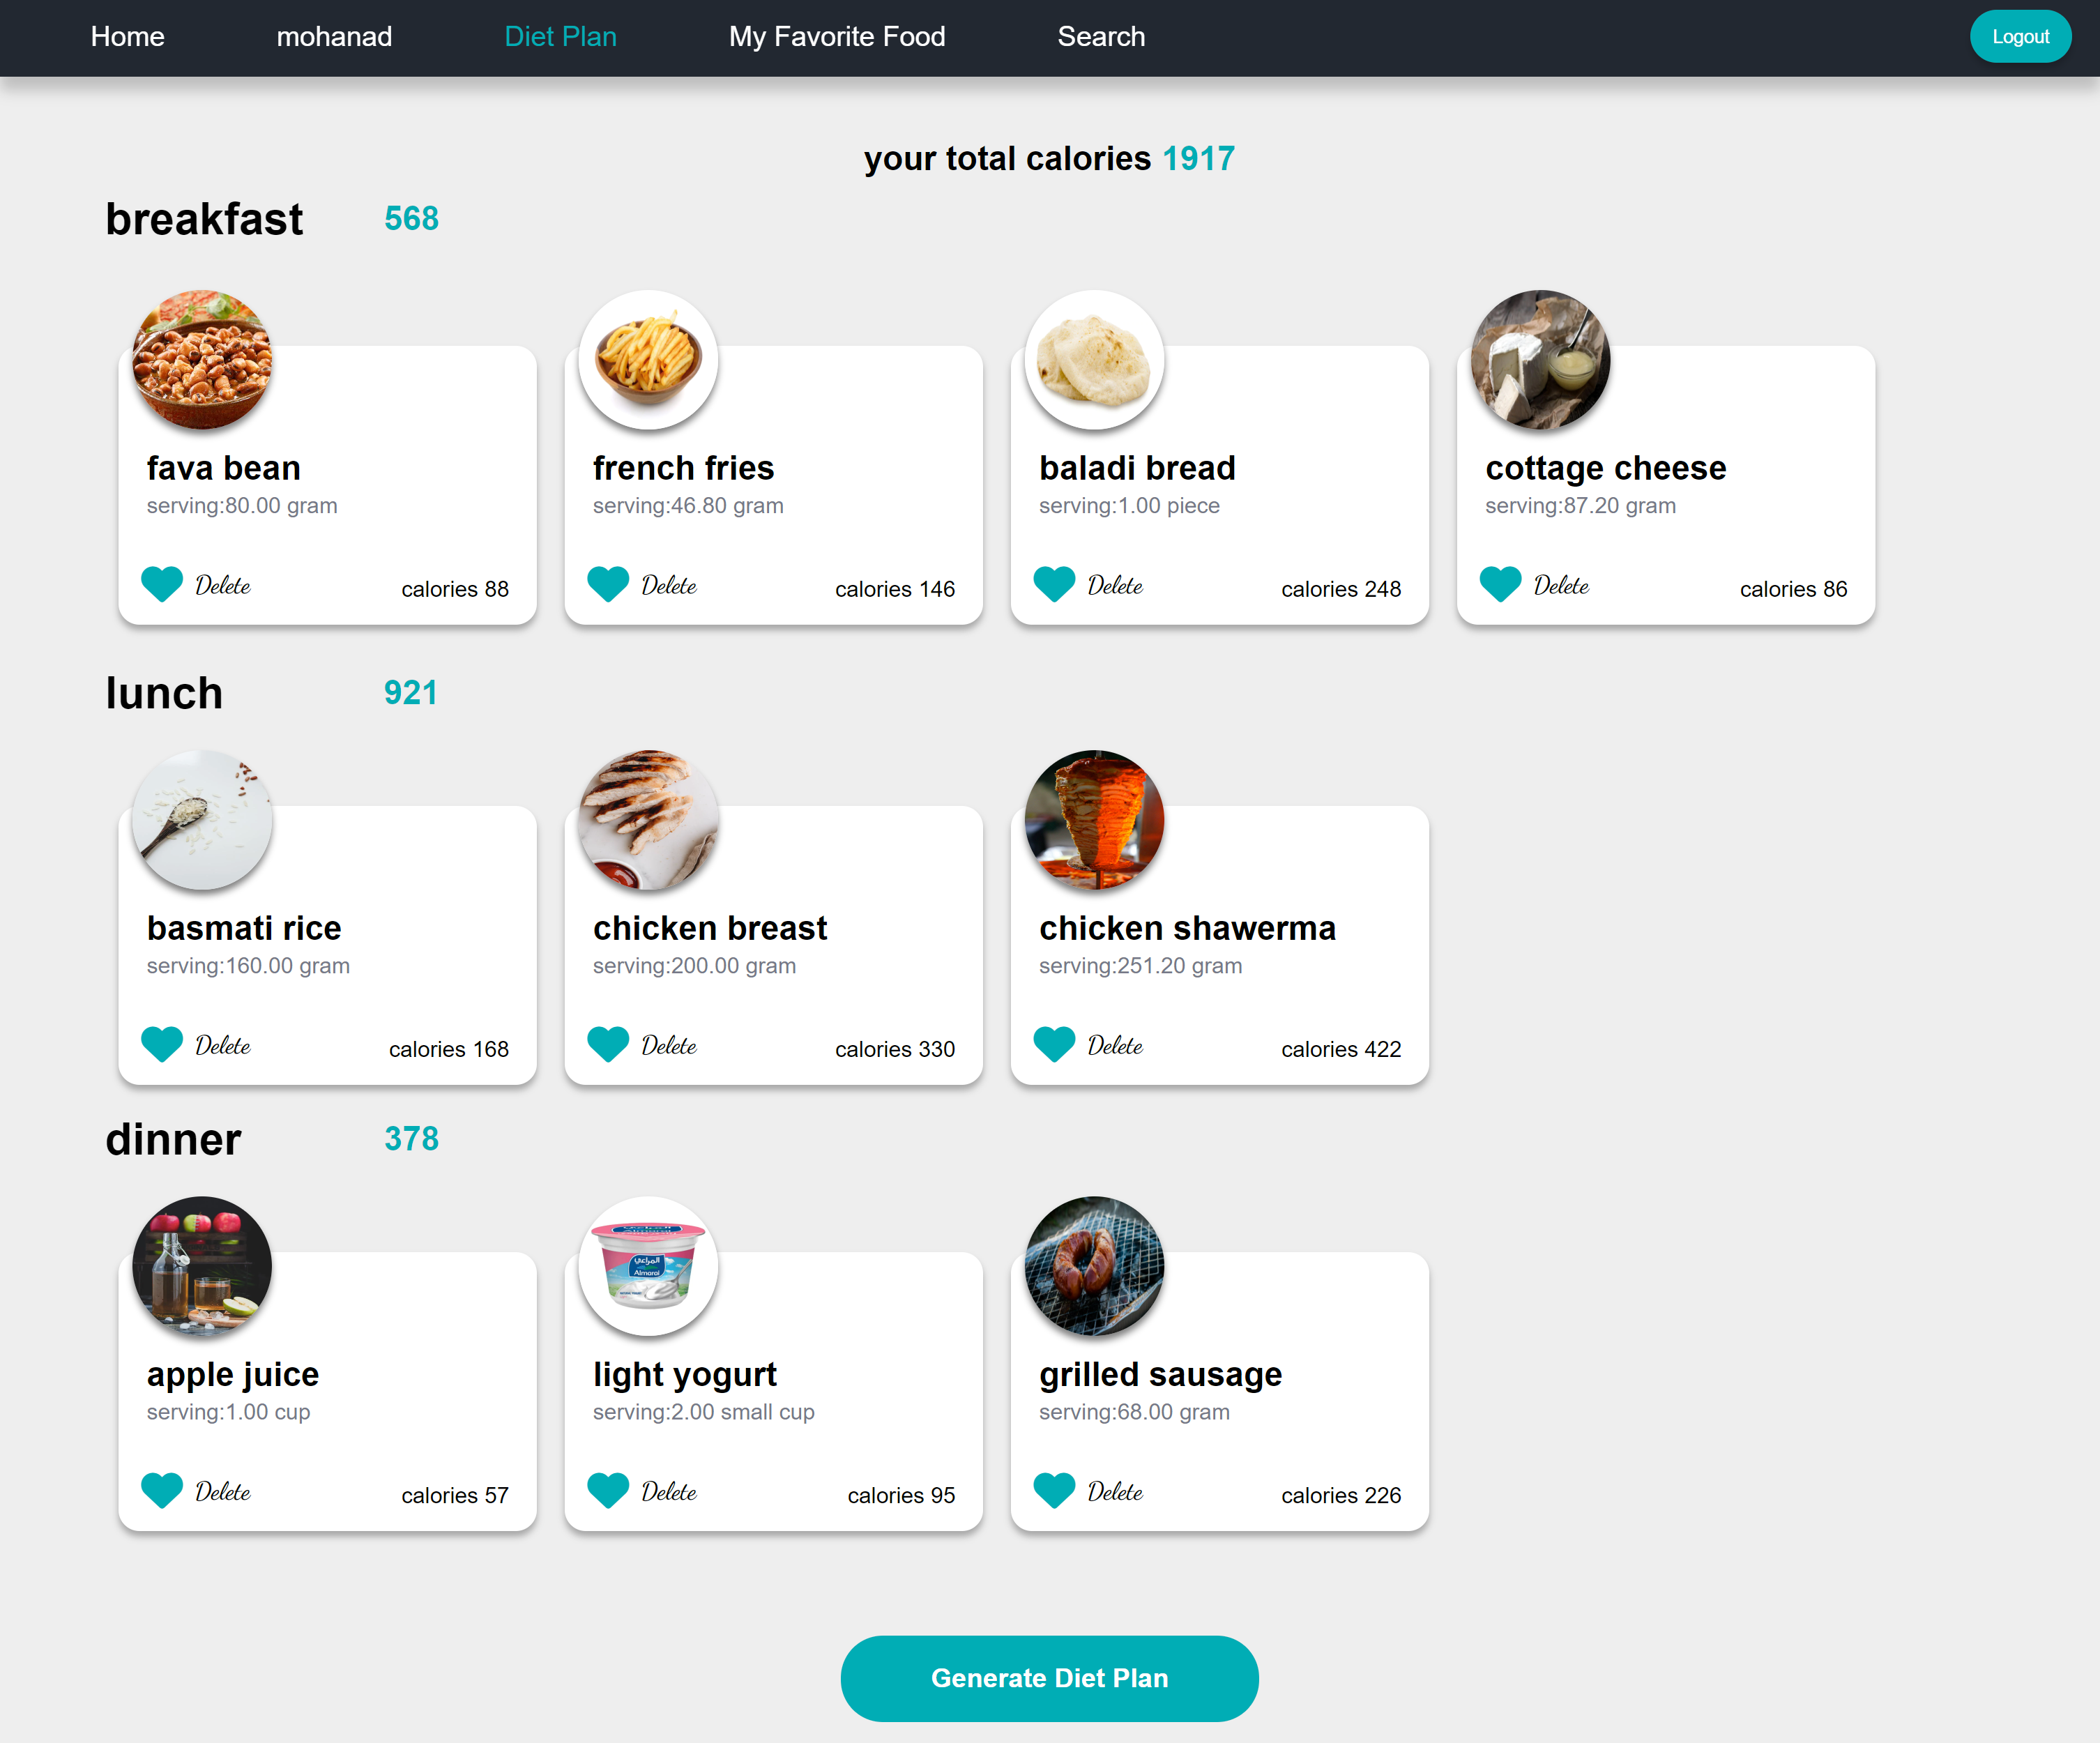 Home mohanad Diet Plan My Favorite Food Search Logout
your total calories 1917
breakfast 568
fava bean french fries baladi bread cottage cheese
serving:80.00 gram serving:46.80 gram serving:1.00 piece serving:87.20 gram
Delete calories 88 Delete calories 146 Delete calories 248 Delete calories 86
lunch 921
basmati rice chicken breast chicken shawerma
serving:160.00 gram serving:200.00 gram serving:251.20 gram
Delete calories 168 Delete calories 330 Delete calories 422
dinner 378
المراعي
Almarai
apple juice light yogurt grilled sausage
serving:1.00 cup serving:2.00 small cup serving:68.00 gram
Delete calories 57 Delete calories 95 Delete calories 226
Generate Diet Plan